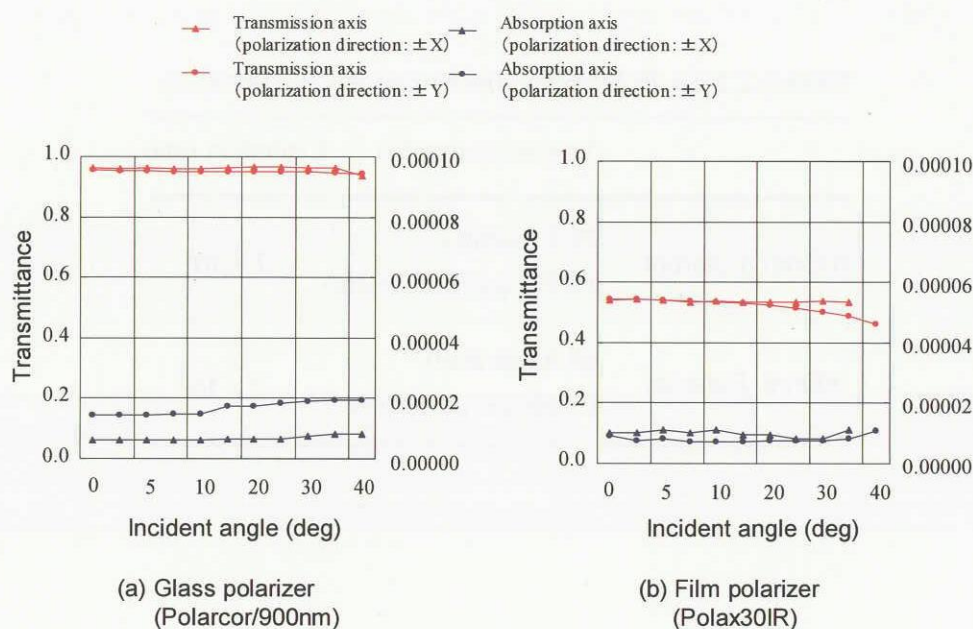 Transmission axis
(polarization direction: ±X)
Absorption axis
(polarization direction: ±X)
Transmission axis
(polarization direction: ±Y)
Absorption axis
(polarization direction: ±Y)
1.0
0.8
0.6
0.4
0.2
0.0
Transmittance
0.00010
0.00008
0.00006
0.00004
0.00002
0.00000
0 5 10 20 30 40
Incident angle (deg)
(a) Glass polarizer
(Polarcor/900nm)
1.0
0.8
0.6
0.4
0.2
0.0
Transmittance
0.00010
0.00008
0.00006
0.00004
0.00002
0.00000
0 5 10 20 30 40
Incident angle (deg)
(b) Film polarizer
(Polax30IR)